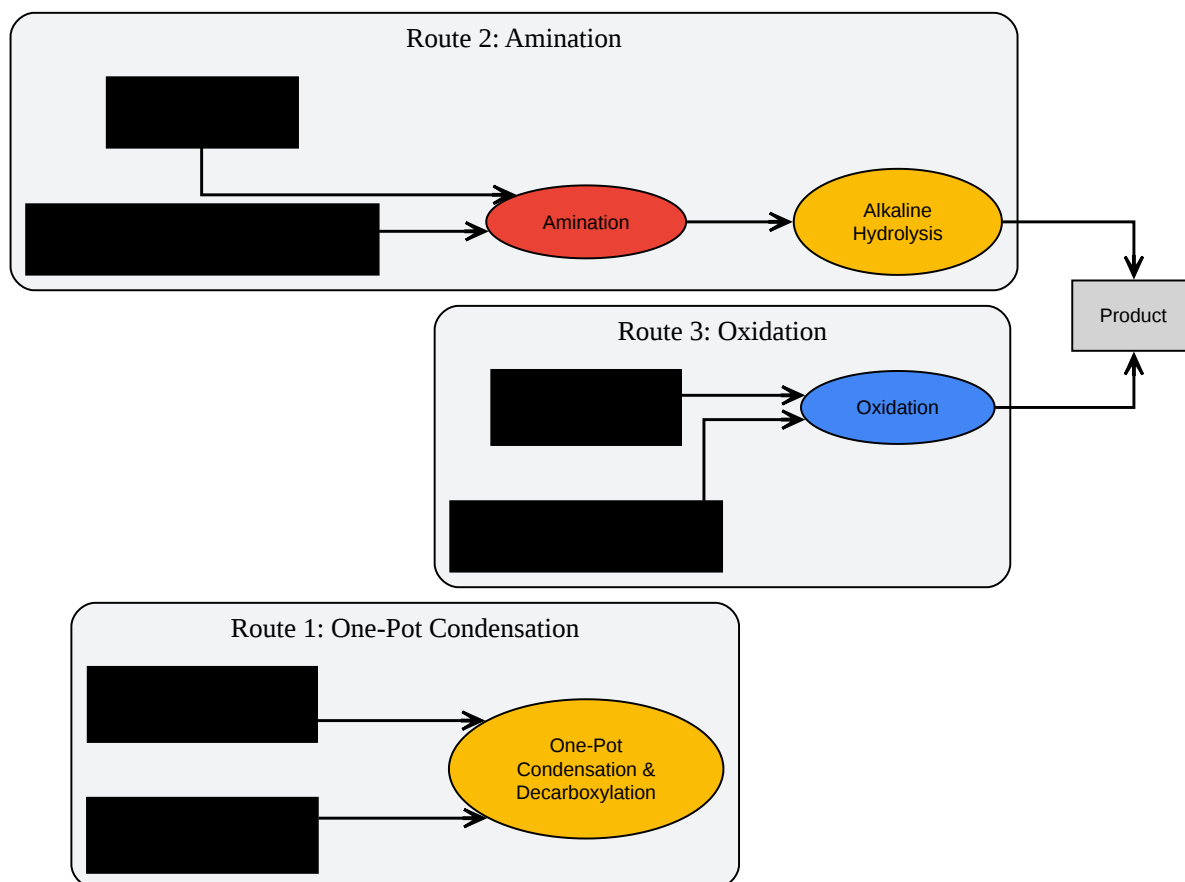 Route 2: Amination
Amination
Alkaline
Hydrolysis
Product
Route 3: Oxidation
Oxidation
Route 1: One-Pot Condensation
One-Pot
Condensation &
Decarboxylation